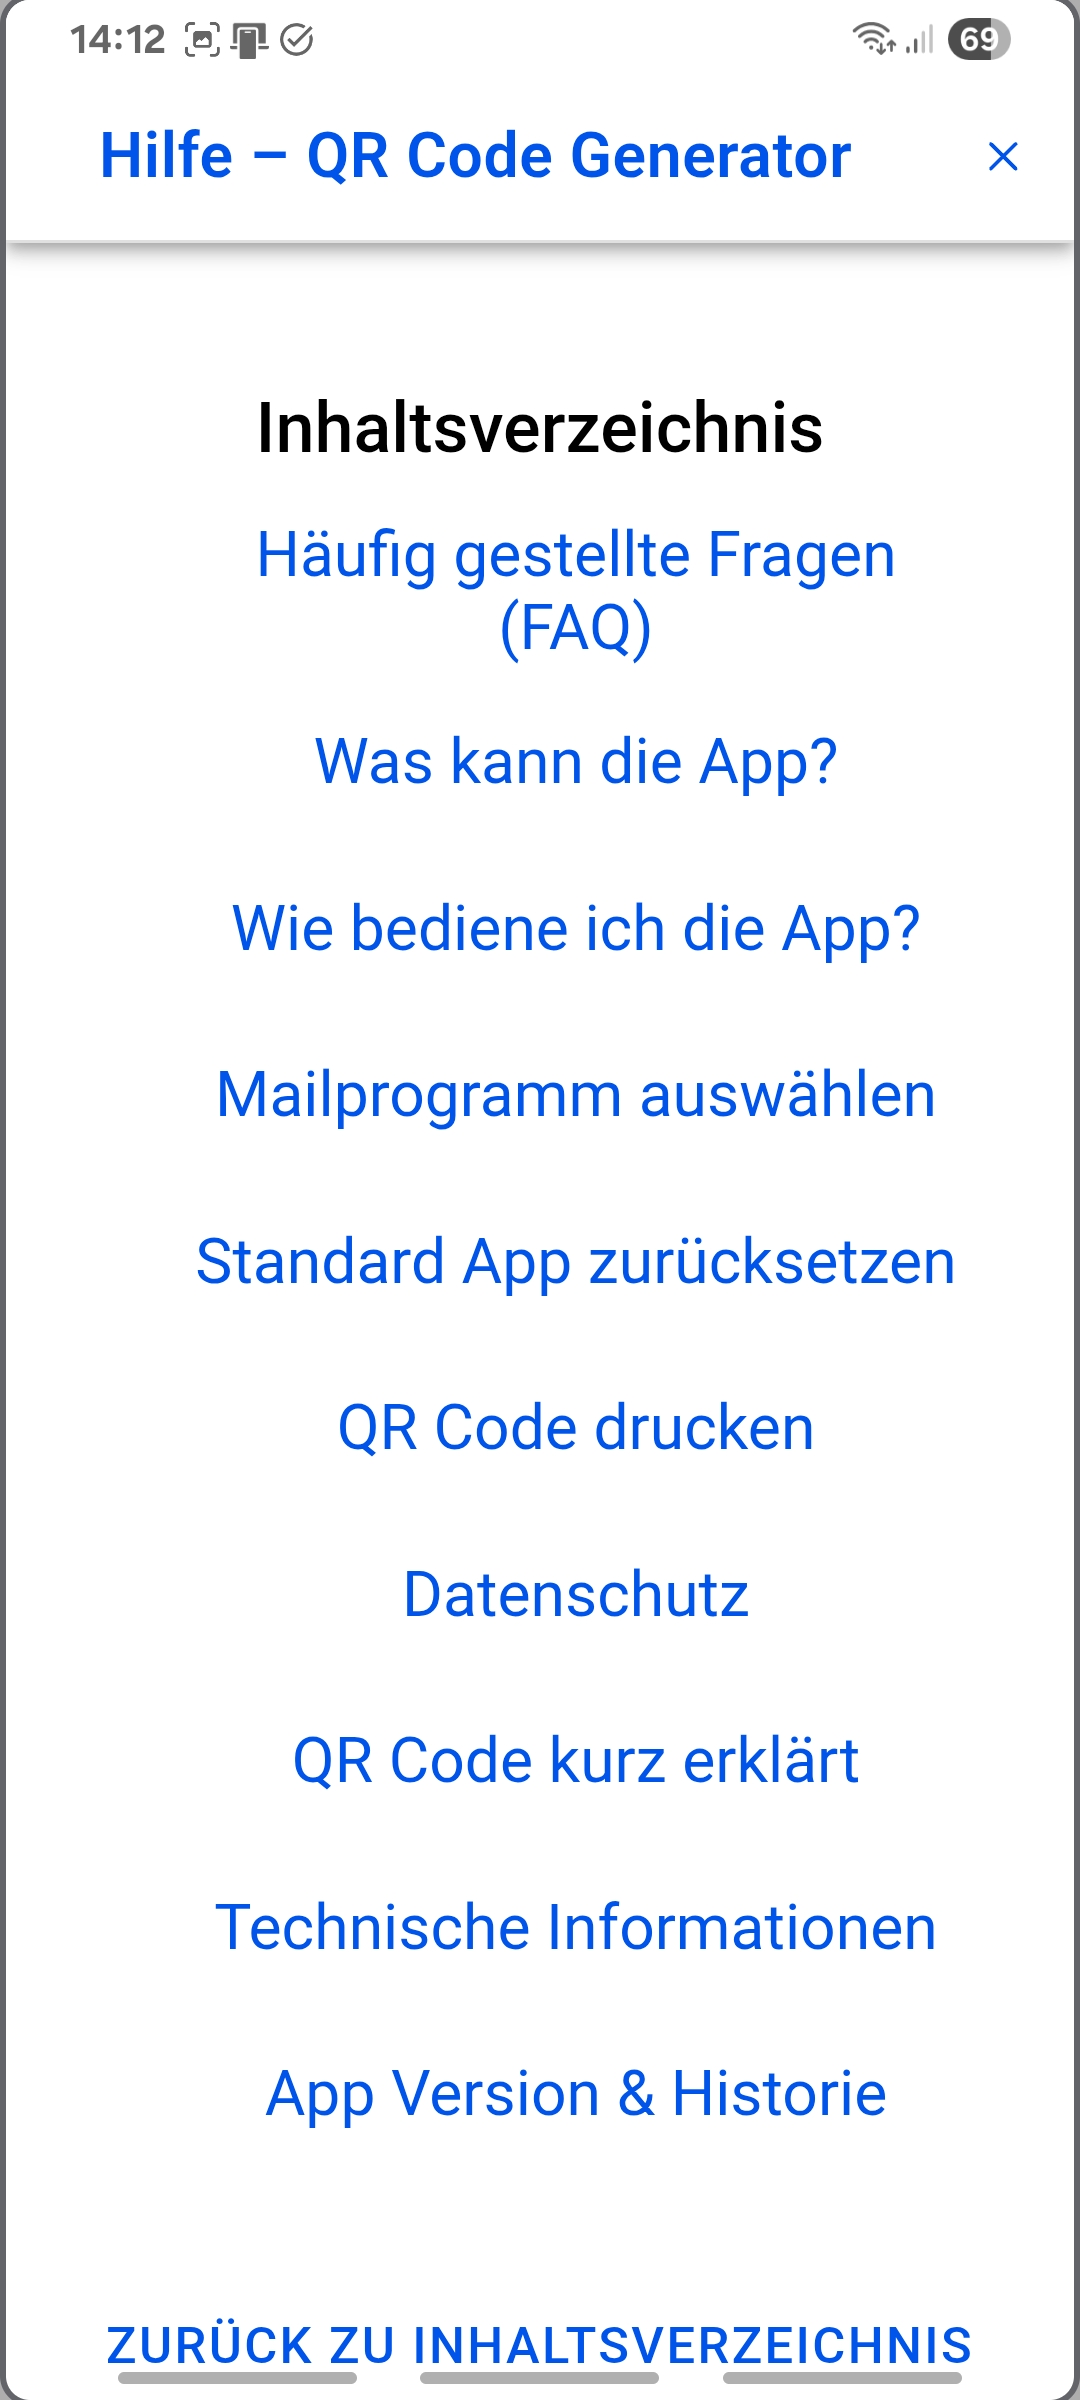 14:12
69
Hilfe – QR Code Generator
Inhaltsverzeichnis
Häufig gestellte Fragen
(FAQ)
Was kann die App?
Wie bediene ich die App?
Mailprogramm auswählen
Standard App zurücksetzen
QR Code drucken
Datenschutz
QR Code kurz erklärt
Technische Informationen
App Version & Historie
ZURÜCK ZU INHALTSVERZEICHNIS